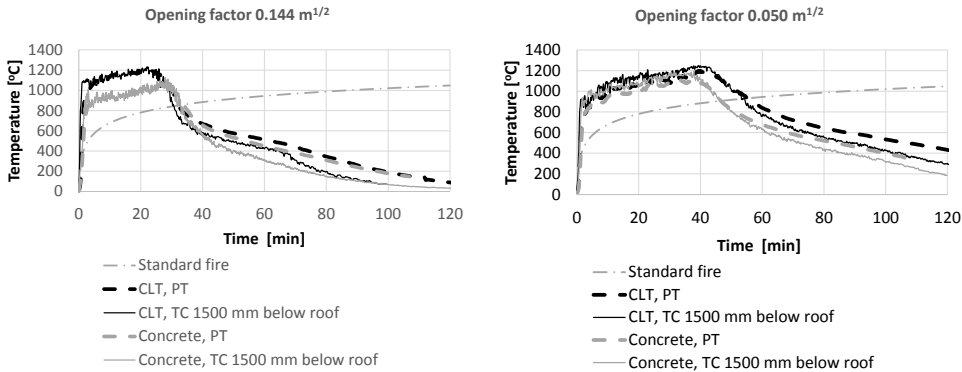 Opening factor 0.144 m1/2
Temperature [oC]
1400
1200
1000
800
600
400
200
0
0 20 40 60 80 100 120
Time [min]
Standard fire
CLT, PT
CLT, TC 1500 mm below roof
Concrete, PT
Concrete, TC 1500 mm below roof
Opening factor 0.050 m1/2
Temperature [oC]
1400
1200
1000
800
600
400
200
0
0 20 40 60 80 100 120
Time [min]
Standard fire
CLT, PT
CLT, TC 1500 mm below roof
Concrete, PT
Concrete, TC 1500 mm below roof